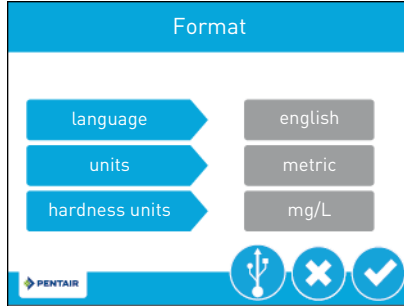 Format
language english
units metric
hardness units mg/L
PENTAIR